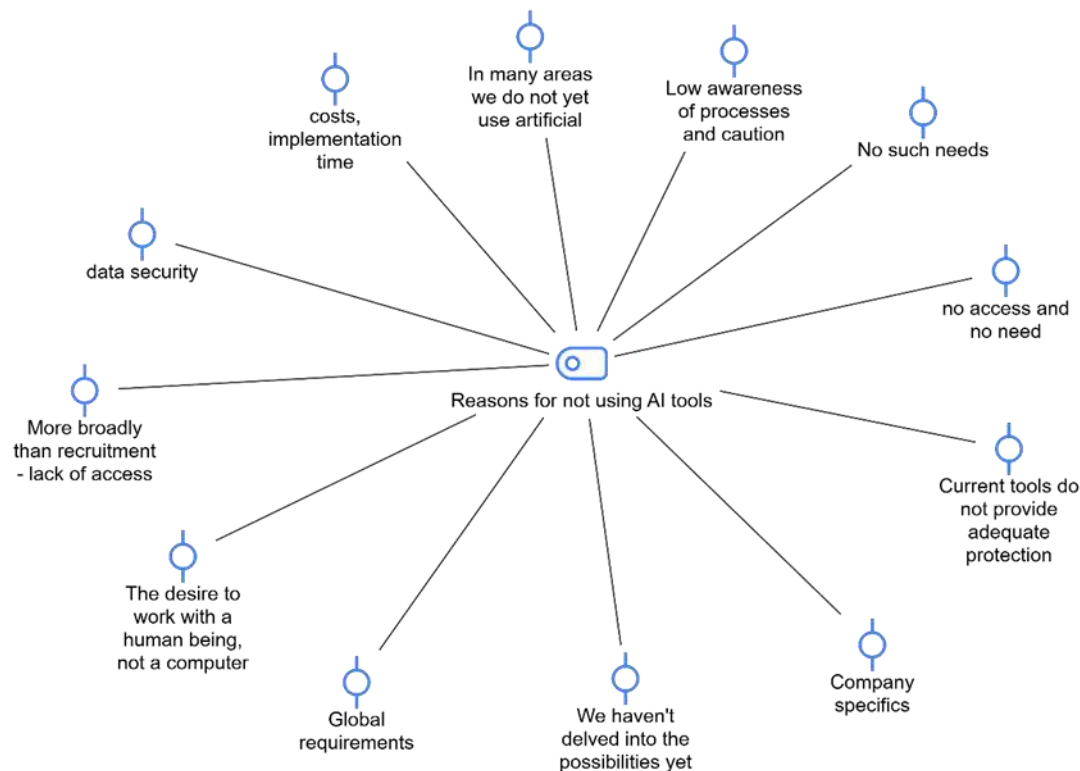 In many areas
we do not yet
use artificial
Low awareness
of processes
and caution
costs,
implementation
time
No such needs
data security
no access and
no need
Reasons for not using AI tools
More broadly
than recruitment
- lack of access
Current tools do
not provide
adequate
protection
The desire to
work with a
human being,
not a computer
Company
specifics
Global
requirements
We haven't
delved into the
possibilities yet